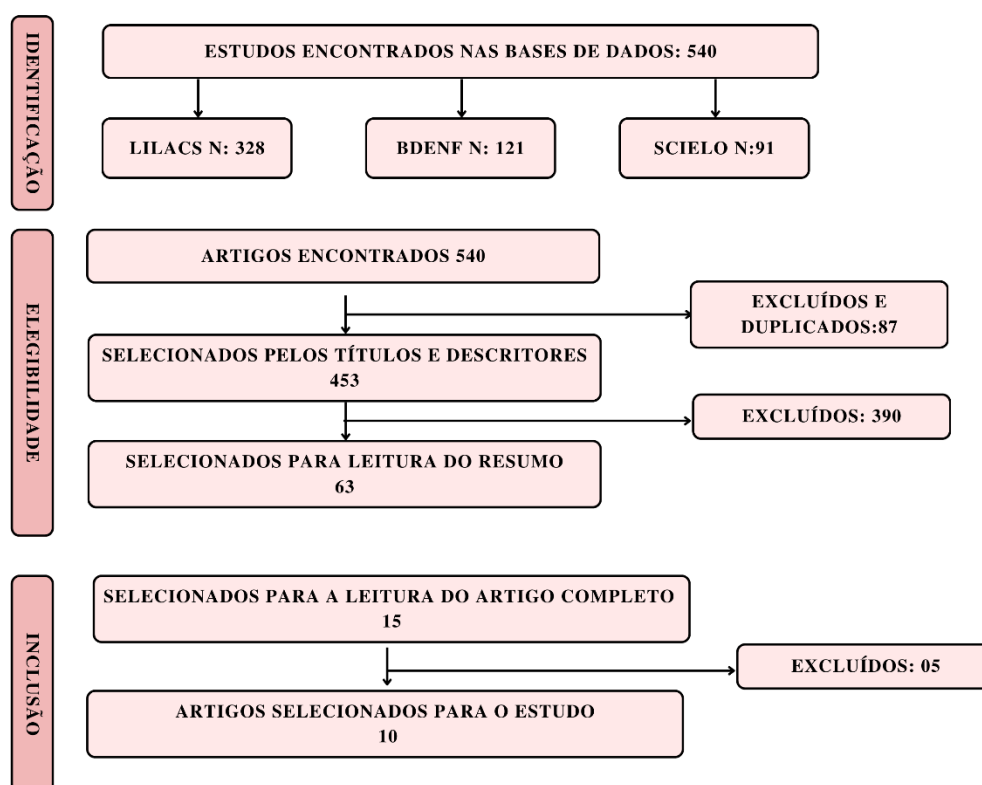 IDENTIFICAÇÃO
ESTUDOS ENCONTRADOS NAS BASES DE DADOS: 540
LILACS N: 328
BDENF N: 121
SCIELO N:91
ELEGIBILIDADE
ARTIGOS ENCONTRADOS 540
EXCLUÍDOS E
DUPLICADOS:87
SELECIONADOS PELOS TÍTULOS E DESCRITORES
453
EXCLUÍDOS: 390
SELECIONADOS PARA LEITURA DO RESUMO
63
INCLUSÃO
SELECIONADOS PARA A LEITURA DO ARTIGO COMPLETO
15
EXCLUÍDOS: 05
ARTIGOS SELECIONADOS PARA O ESTUDO
10